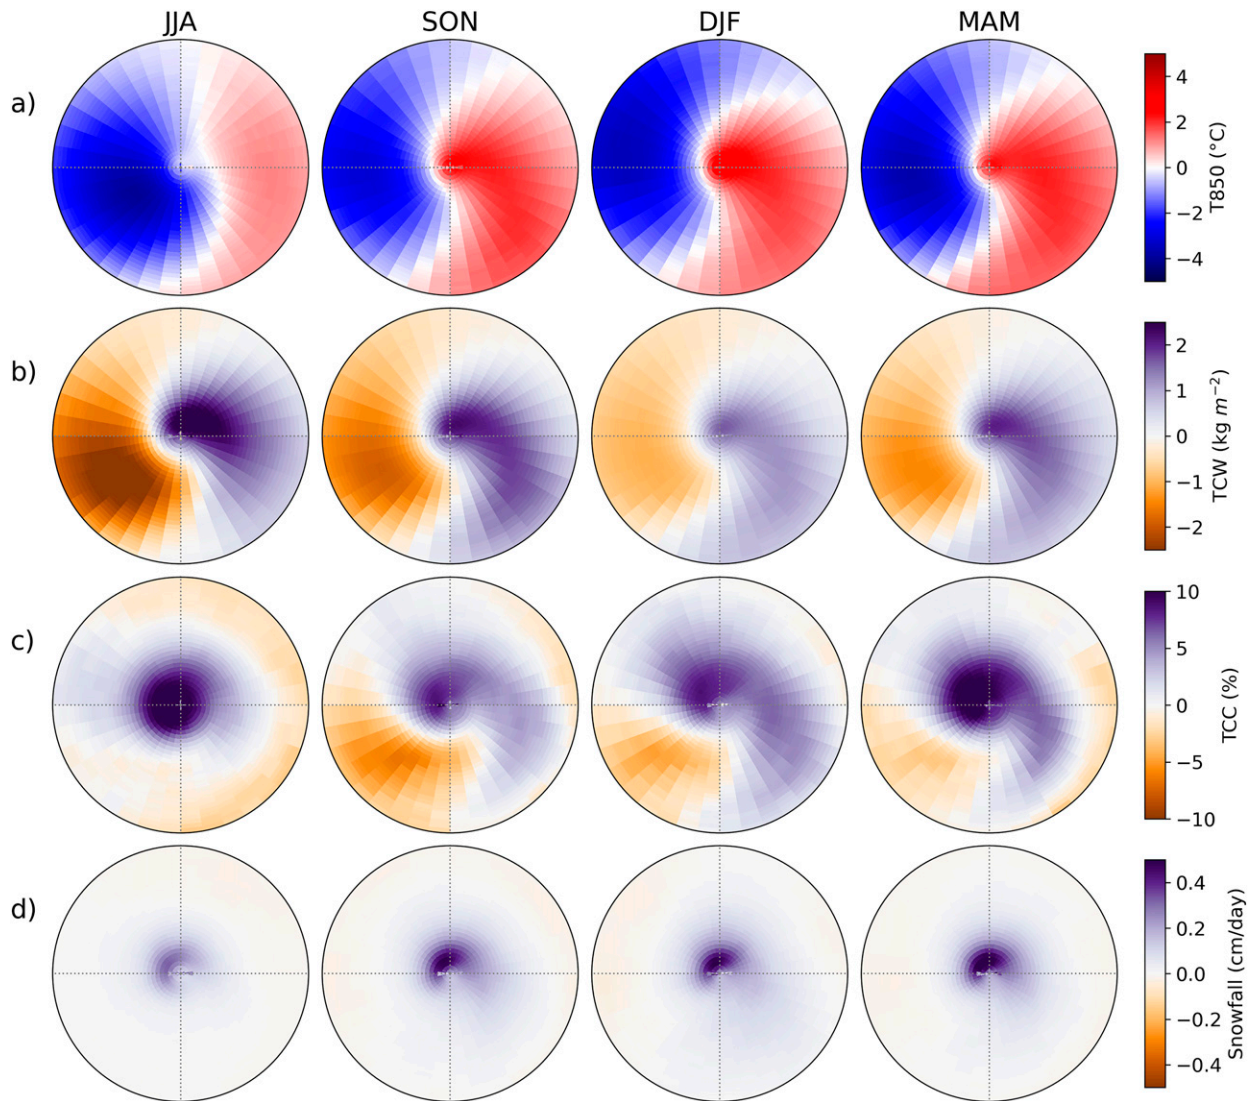 JJA SON DJF MAM
a)
4
2
0
−2
−4
T850 (°C)
b)
2
1
0
−1
−2
TCW (kg m⁻²)
c)
10
5
0
−5
−10
TCC (%)
d)
0.4
0.2
0.0
−0.2
−0.4
Snowfall (cm/day)